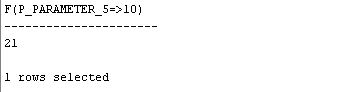 F(P_PARAMETER_5=>10)
----------------------
21
1 rows selected